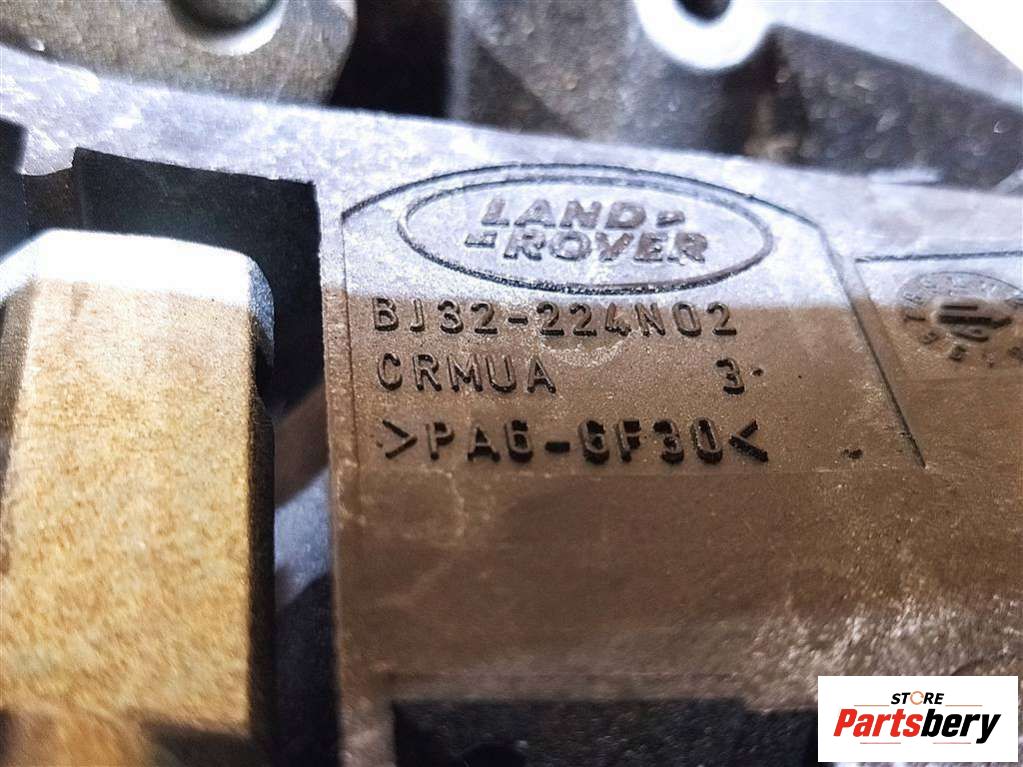 LAND
ROVER
BJ32-224N02
CRMUA 3
>PA6-GF30<
STORE
Partsbery